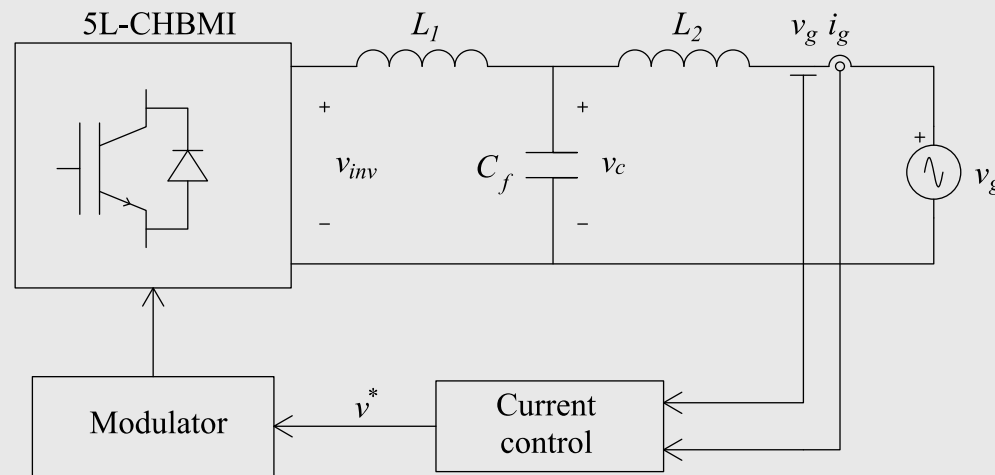 5L-CHBMI
L1
L2
vg ig
+
+
+
vinv
Cf
vc
vg
−
−
Modulator
v*
Current
control